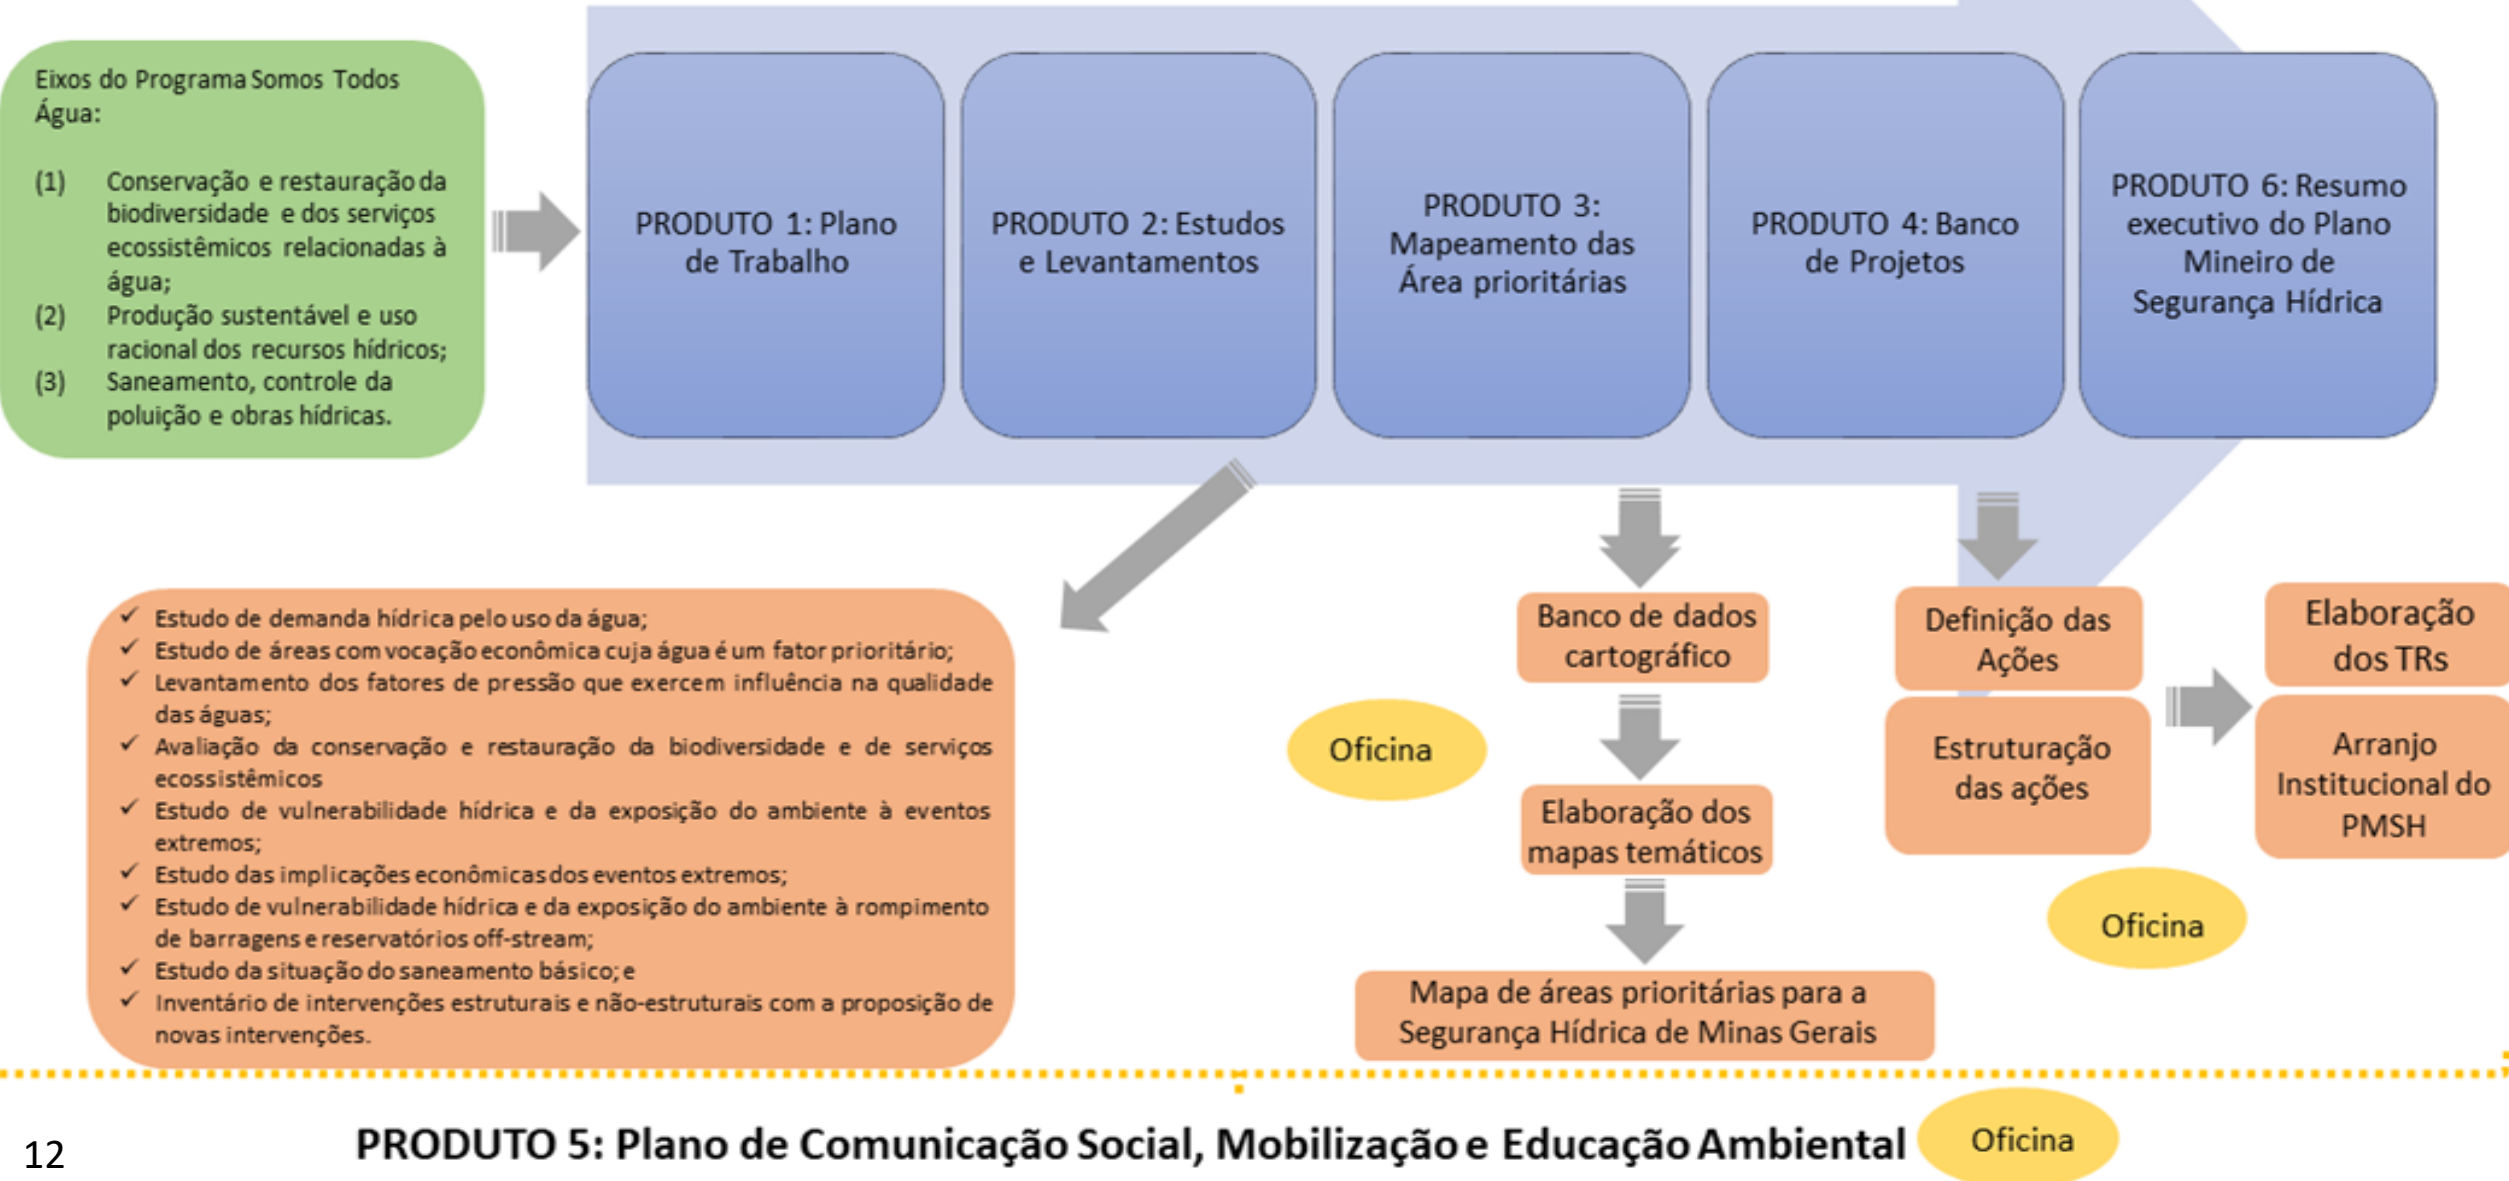 Eixos do Programa Somos Todos
Água:
(1) Conservação e restauração da
biodiversidade e dos serviços
ecossistêmicos relacionadas à
água;
(2) Produção sustentável e uso
racional dos recursos hídricos;
(3) Saneamento, controle da
poluição e obras hídricas.
PRODUTO 1: Plano
de Trabalho
PRODUTO 2: Estudos
e Levantamentos
PRODUTO 3:
Mapeamento das
Área prioritárias
PRODUTO 4: Banco
de Projetos
PRODUTO 6: Resumo
executivo do Plano
Mineiro de
Segurança Hídrica
✓ Estudo de demanda hídrica pelo uso da água;
✓ Estudo de áreas com vocação econômica cuja água é um fator prioritário;
✓ Levantamento dos fatores de pressão que exercem influência na qualidade
das águas;
✓ Avaliação da conservação e restauração da biodiversidade e de serviços
ecossistêmicos
✓ Estudo de vulnerabilidade hídrica e da exposição do ambiente à eventos
extremos;
✓ Estudo das implicações econômicas dos eventos extremos;
✓ Estudo de vulnerabilidade hídrica e da exposição do ambiente à rompimento
de barragens e reservatórios off-stream;
✓ Estudo da situação do saneamento básico; e
✓ Inventário de intervenções estruturais e não-estruturais com a proposição de
novas intervenções.
Oficina
Banco de dados
cartográfico
Elaboração dos
mapas temáticos
Mapa de áreas prioritárias para a
Segurança Hídrica de Minas Gerais
Definição das
Ações
Estruturação
das ações
Elaboração
dos TRs
Arranjo
Institucional do
PMSH
Oficina
PRODUTO 5: Plano de Comunicação Social, Mobilização e Educação Ambiental
Oficina
12